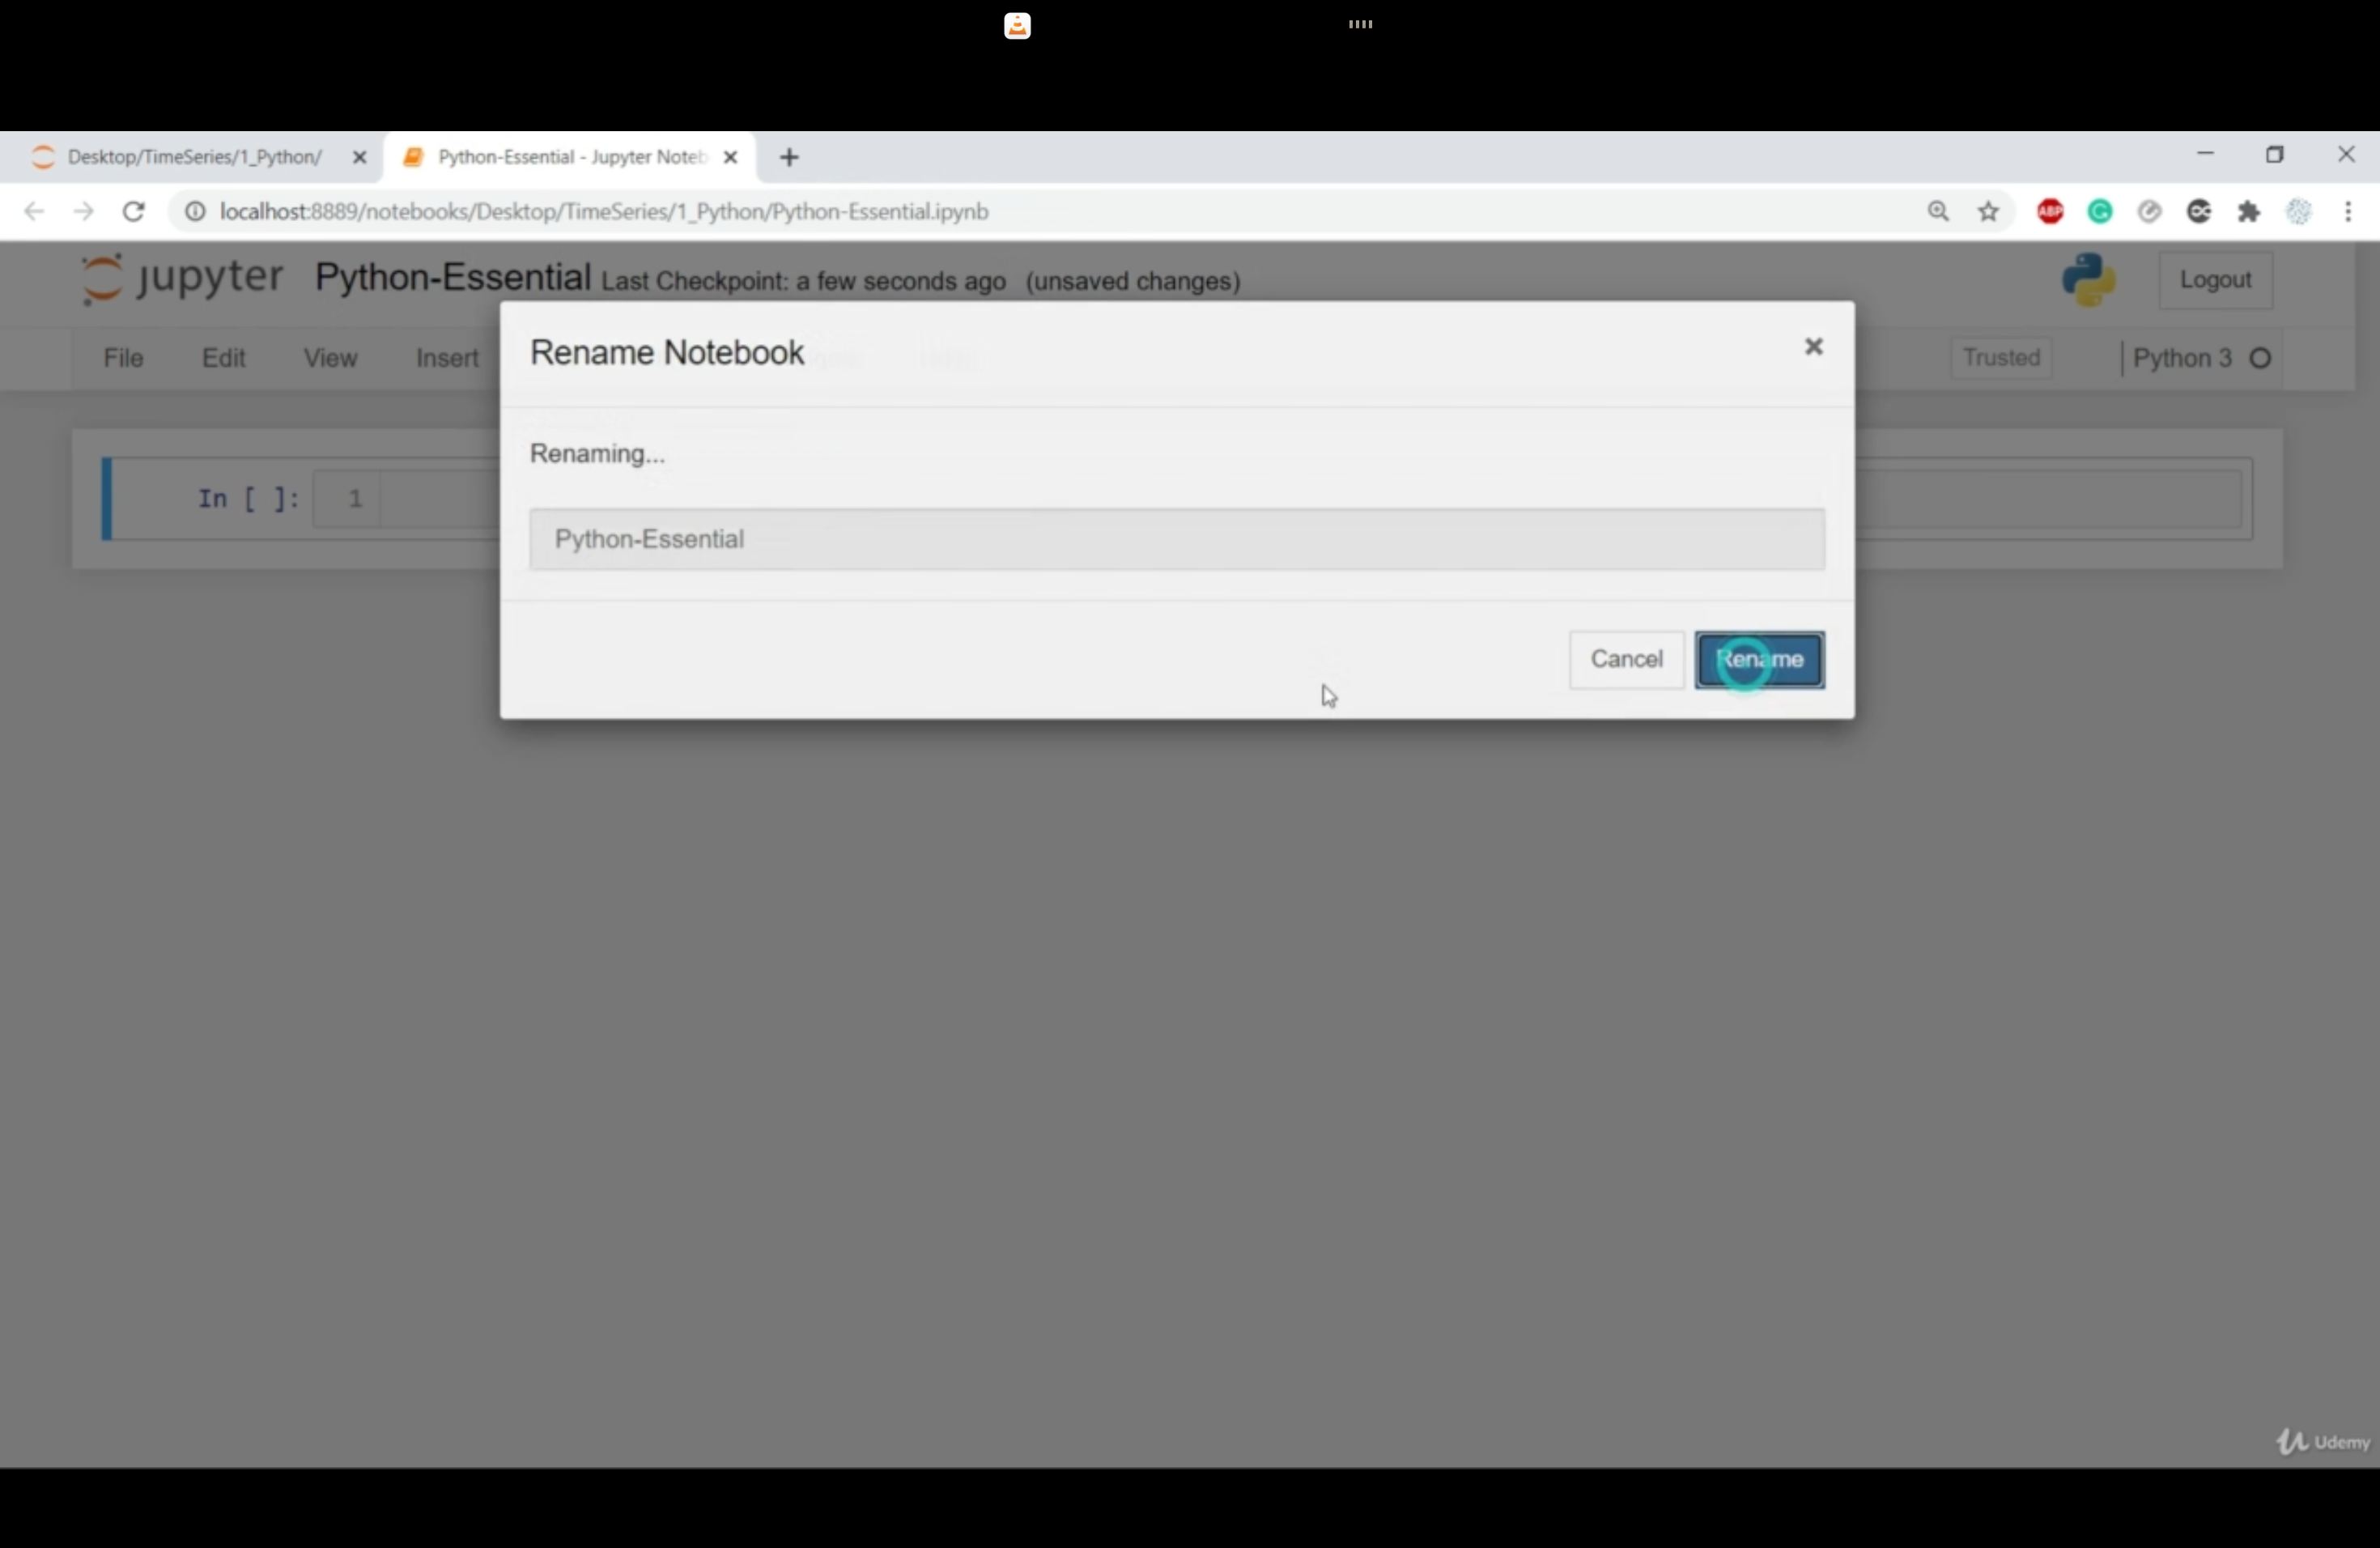 Desktop/TimeSeries/1_Python/
Python-Essential - Jupyter Noteb
localhost:8889/notebooks/Desktop/TimeSeries/1_Python/Python-Essential.ipynb
ABP
jupyter Python-Essential Last Checkpoint: a few seconds ago (unsaved changes)
Logout
File Edit View Insert
Trusted
Python 3
Rename Notebook
Renaming...
In [ ]: 1
Python-Essential
Cancel
Rename
Udemy